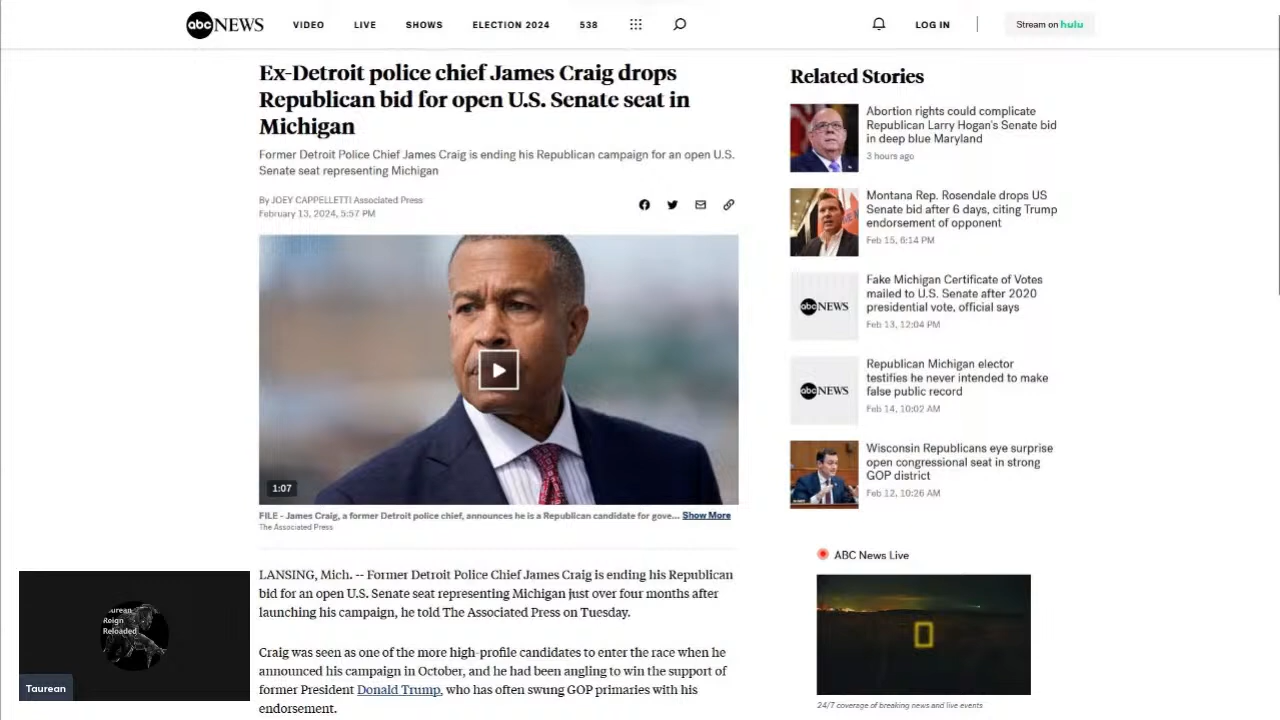 abc NEWS
VIDEO
LIVE
SHOWS
ELECTION 2024
538
LOG IN
Stream on hulu
Ex-Detroit police chief James Craig drops
Republican bid for open U.S. Senate seat in
Michigan
Former Detroit Police Chief James Craig is ending his Republican campaign for an open U.S.
Senate seat representing Michigan
By JOEY CAPPELLETTI Associated Press
February 13, 2024, 5:57 PM
1:07
FILE - James Craig, a former Detroit police chief, announces he is a Republican candidate for gove... Show More
The Associated Press
LANSING, Mich. -- Former Detroit Police Chief James Craig is ending his Republican
bid for an open U.S. Senate seat representing Michigan just over four months after
launching his campaign, he told The Associated Press on Tuesday.
Craig was seen as one of the more high-profile candidates to enter the race when he
announced his campaign in October, and he had been angling to win the support of
former President Donald Trump, who has often swung GOP primaries with his
endorsement.
Related Stories
Abortion rights could complicate
Republican Larry Hogan's Senate bid
in deep blue Maryland
3 hours ago
Montana Rep. Rosendale drops US
Senate bid after 6 days, citing Trump
endorsement of opponent
Feb 15, 6:14 PM
abc NEWS
Fake Michigan Certificate of Votes
mailed to U.S. Senate after 2020
presidential vote, official says
Feb 13, 12:04 PM
abc NEWS
Republican Michigan elector
testifies he never intended to make
false public record
Feb 14, 10:02 AM
Wisconsin Republicans eye surprise
open congressional seat in strong
GOP district
Feb 12, 10:26 AM
ABC News Live
24/7 coverage of breaking news and live events
Reign
Reloaded
Taurean